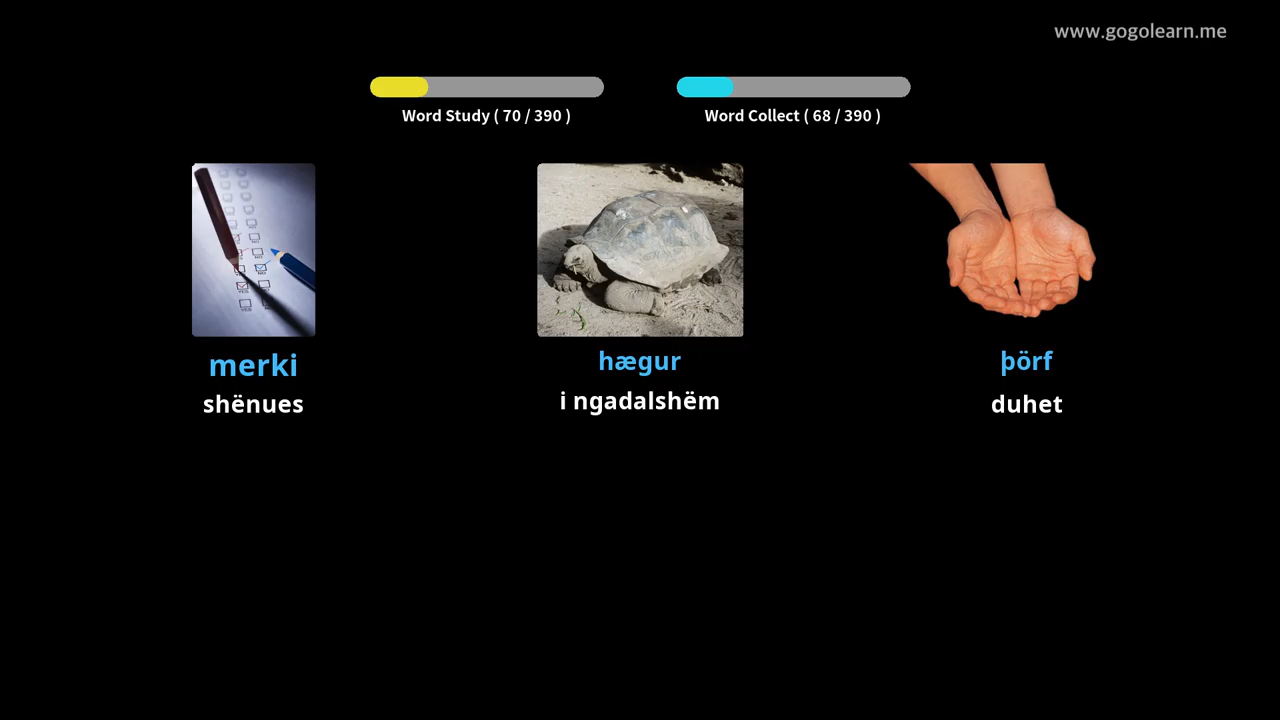 www.gogolearn.me
Word Study ( 70 / 390 )
Word Collect ( 68 / 390 )
merki
hægur
þörf
shënues
i ngadalshëm
duhet